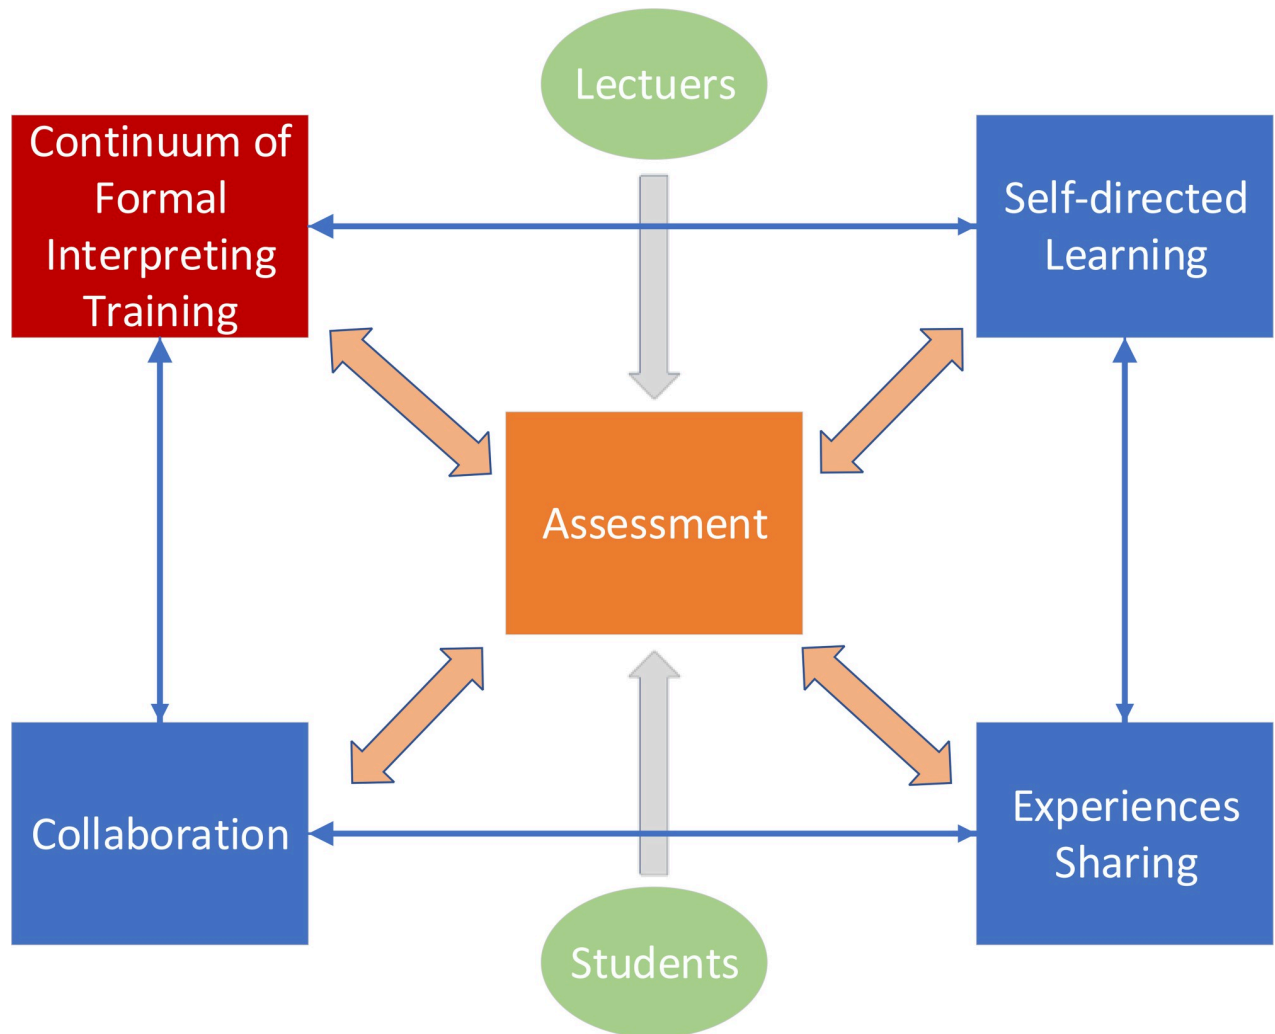 Lectuers
Continuum of
Formal
Interpreting
Training
Self-directed
Learning
Assessment
Collaboration
Experiences
Sharing
Students